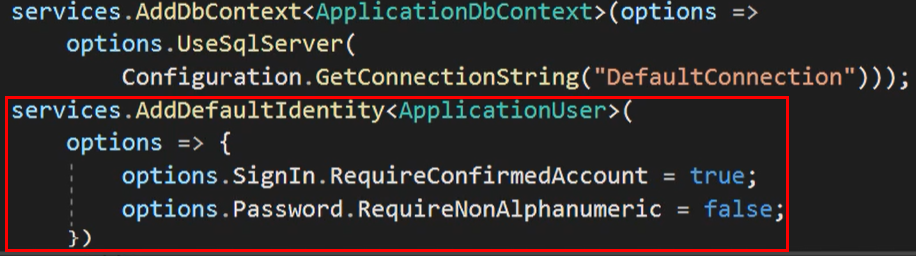 services.AddDbContext<ApplicationDbContext>(options =>
options.UseSqlServer(
Configuration.GetConnectionString("DefaultConnection")));
services.AddDefaultIdentity<ApplicationUser>(
options => {
options.SignIn.RequireConfirmedAccount = true;
options.Password.RequireNonAlphanumeric = false;
})